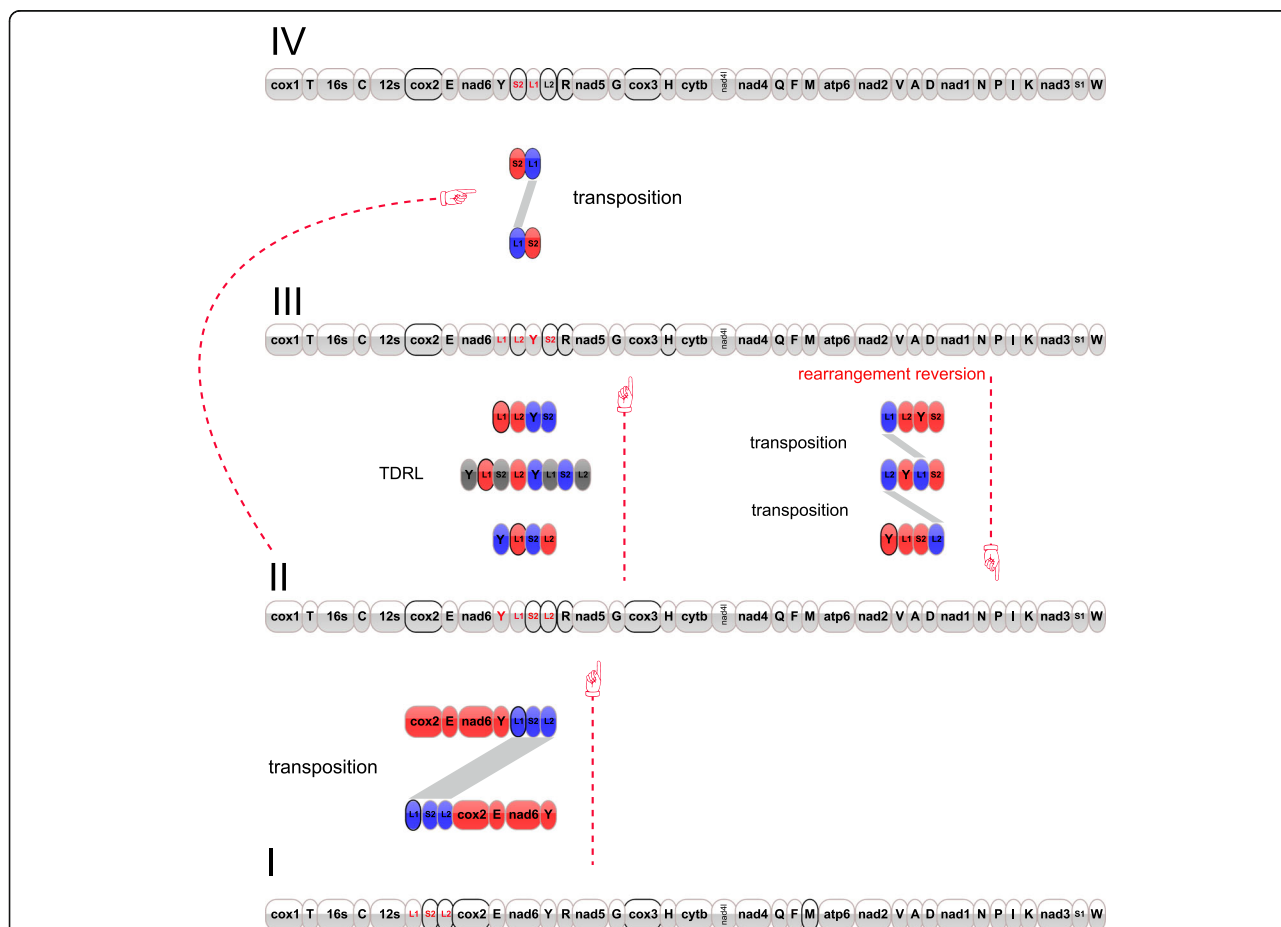 IV
cox1 T 16s C 12s cox2 E nad6 Y S2 L1 L2 R nad5 G cox3 H cytb nad4l nad4 Q F M atp6 nad2 V A D nad1 N P I K nad3 S1 W
S2 L1
transposition
L1 S2
III
cox1 T 16s C 12s cox2 E nad6 L1 L2 Y S2 R nad5 G cox3 H cytb nad4l nad4 Q F M atp6 nad2 V A D nad1 N P I K nad3 S1 W
rearrangement reversion
L1 L2 Y S2
L1 L2 Y S2
transposition
TDRL
Y L1 S2 L2 Y L1 S2 L2
L2 Y L1 S2
transposition
Y L1 S2 L2
Y L1 S2 L2
II
cox1 T 16s C 12s cox2 E nad6 Y L1 S2 L2 R nad5 G cox3 H cytb nad4l nad4 Q F M atp6 nad2 V A D nad1 N P I K nad3 S1 W
cox2 E nad6 Y L1 S2 L2
transposition
L1 S2 L2 cox2 E nad6 Y
I
cox1 T 16s C 12s L1 S2 L2 cox2 E nad6 Y R nad5 G cox3 H cytb nad4l nad4 Q F M atp6 nad2 V A D nad1 N P I K nad3 S1 W